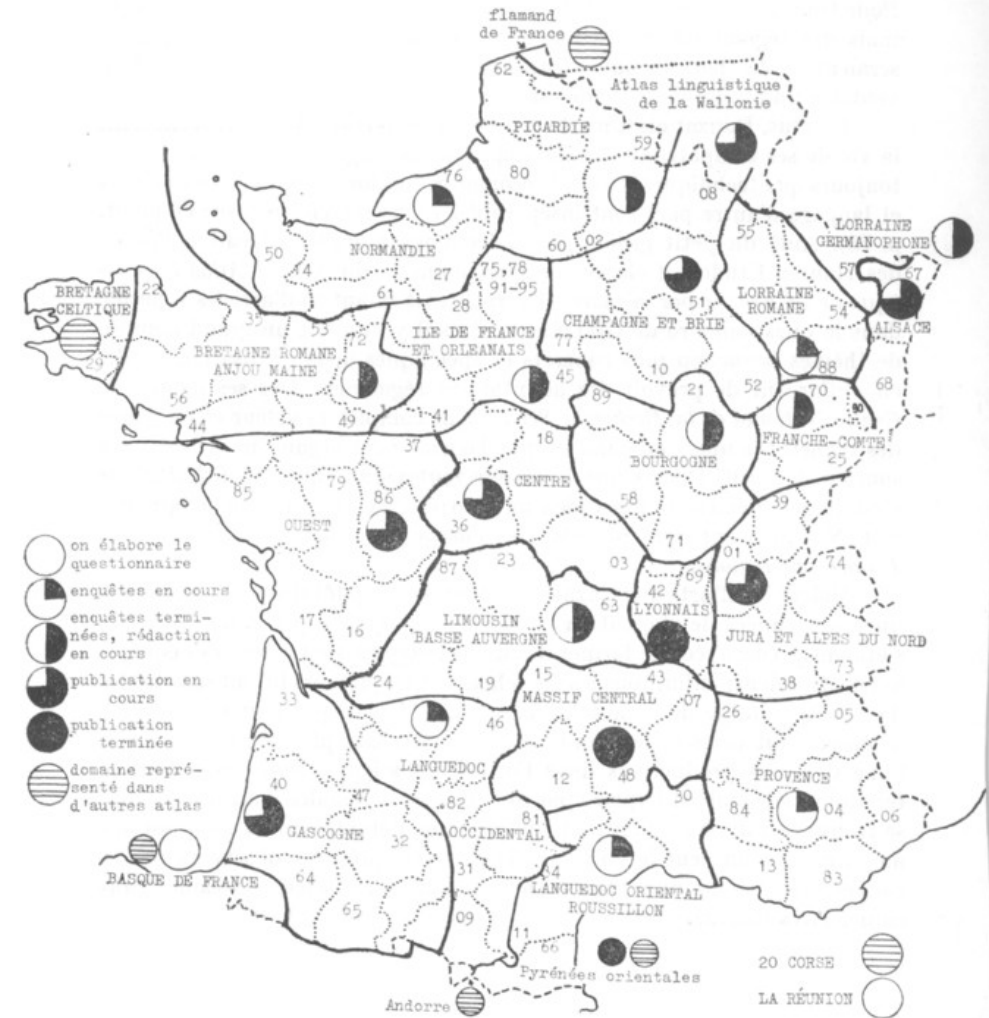 flamand
de France
62
Atlas linguistique
de la Wallonie
PICARDIE
59
76
80
08
55
LORRAINE
GERMANOPHONE
50
14
NORMANDIE
60
02
57
67
27
75,78
91-95
51
LORRAINE
ROMANE
54
BRETAGNE
CELTIQUE
22
61
28
ALSACE
35
53
72
ILE DE FRANCE
ET ORLEANAIS
77
CHAMPAGNE ET BRIE
BRETAGNE ROMANE
ANJOU MAINE
29
45
10
52
88
68
56
89
21
70
90
44
49
41
37
18
FRANCHE-COMTE
BOURGOGNE
25
85
79
86
CENTRE
58
39
OUEST
36
71
on élabore le
questionnaire
03
01
74
87
23
69
42
enquêtes en cours
63
LYONNAIS
enquêtes termi-
nées, rédaction
en cours
LIMOUSIN
BASSE AUVERGNE
JURA ET ALPES DU NORD
17
16
73
publication en
cours
24
19
15
43
38
33
MASSIF CENTRAL
07
26
05
publication
terminée
46
domaine repré-
senté dans
d'autres atlas
LANGUEDOC
40
47
12
48
30
PROVENCE
82
84
04
06
GASCOGNE
32
81
OCCIDENTAL
13
BASQUE DE FRANCE
64
31
34
83
LANGUEDOC ORIENTAL
ROUSSILLON
65
09
11
66
20 CORSE
Pyrénées orientales
Andorre
LA RÉUNION